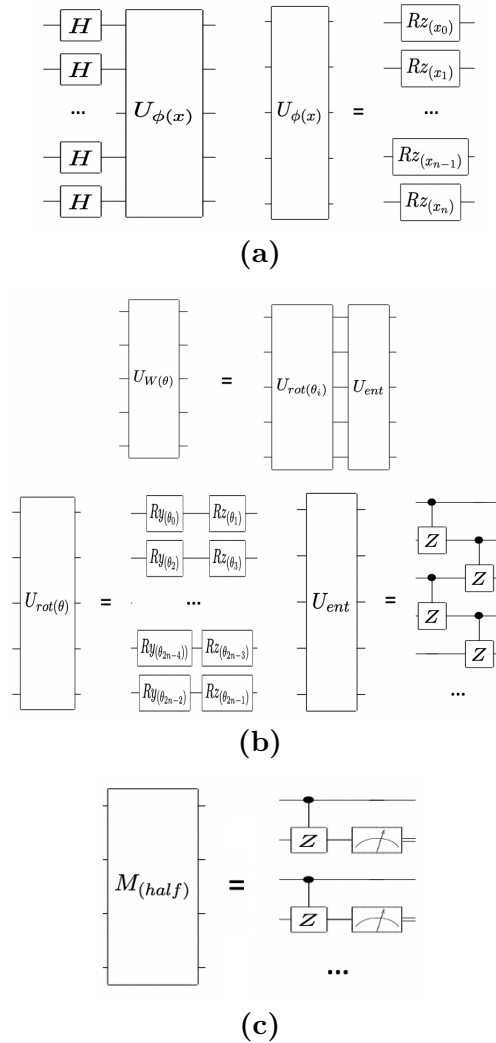 H Rz(x₀)
H Rz(x₁)
... U_ϕ(x) U_ϕ(x) = ...
H Rz(xₙ₋₁)
H Rz(xₙ)
(a)
U_W(θ) = U_rot(θᵢ) U_ent
Ry(θ₀) Rz(θ₁)
Z
Ry(θ₂) Rz(θ₃)
Z
U_rot(θ) = ... U_ent =
Z
Ry(θ₂ₙ₋₄)) Rz(θ₂ₙ₋₃)
Z
Ry(θ₂ₙ₋₂) Rz(θ₂ₙ₋₁)
...
(b)
Z
M_(half) =
Z
...
(c)